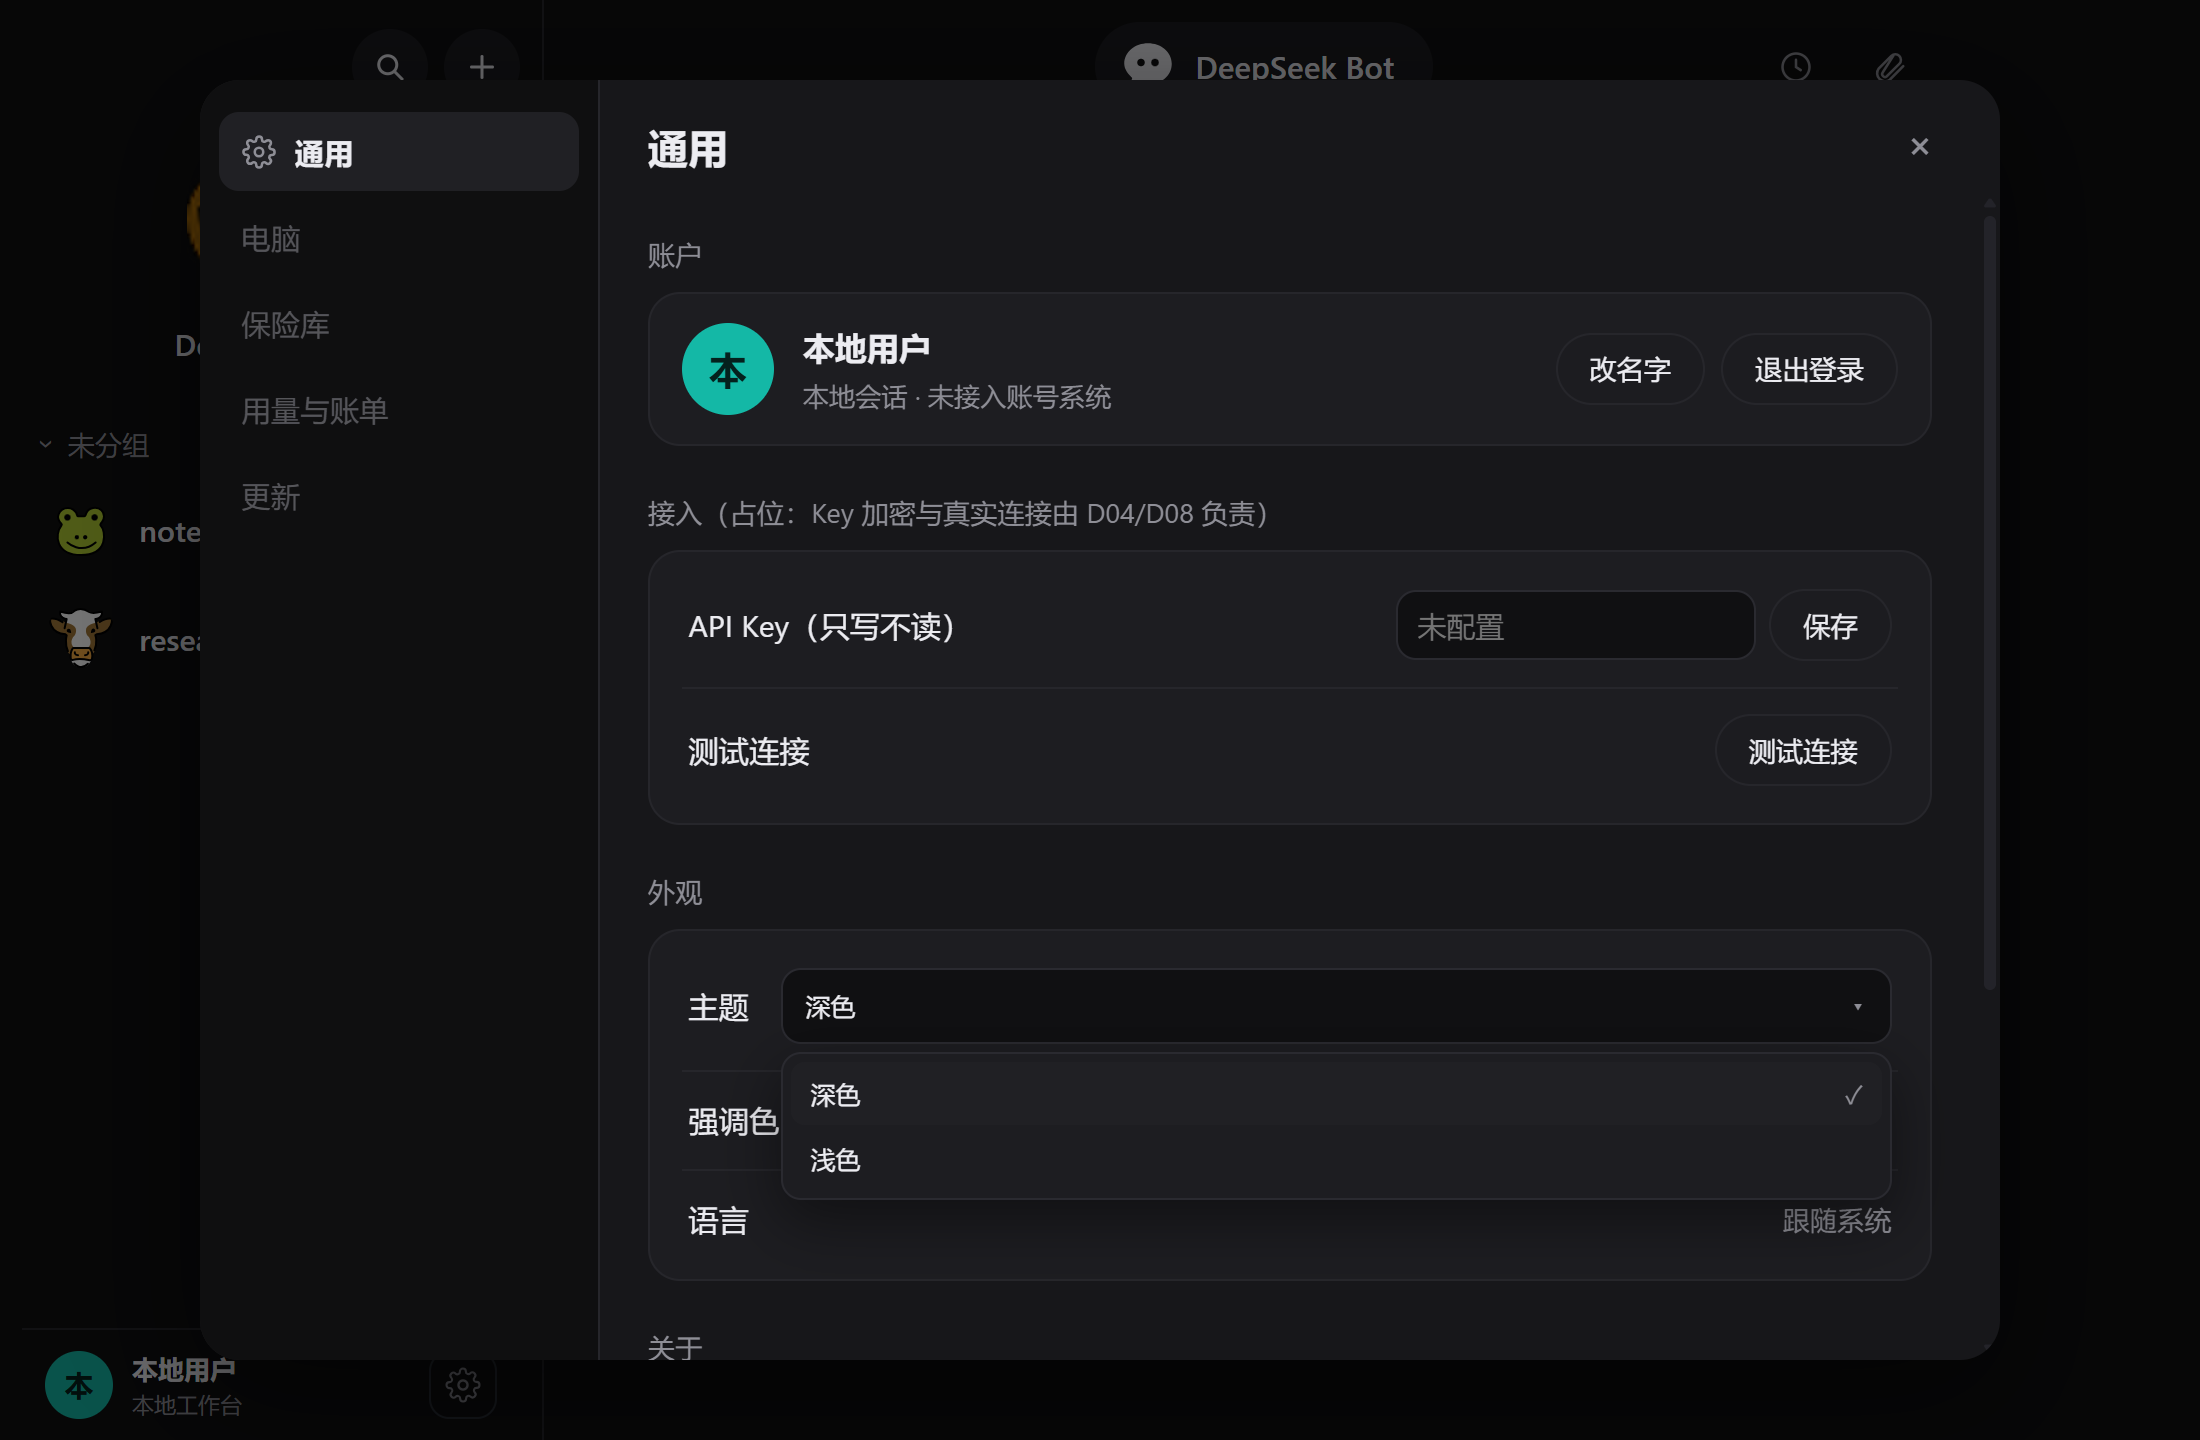 DeepSeek Bot
通用
电脑
保险库
用量与账单
更新
未分组
note
本地用户
本地工作台
通用
×
账户
本
本地用户
本地会话 · 未接入账号系统
改名字
退出登录
接入（占位：Key 加密与真实连接由 D04/D08 负责）
API Key（只写不读）
未配置
保存
测试连接
测试连接
外观
主题
深色
深色
✓
浅色
强调色
语言
跟随系统
关于
本